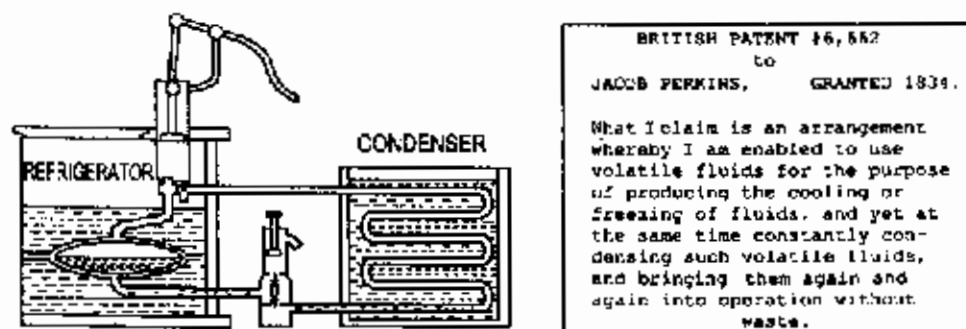 REFRIGERATOR
CONDENSER
BRITISH PATENT #6,662
to
JACOB PERKINS, GRANTED 1834.
What I claim is an arrangement
whereby I am enabled to use
volatile fluids for the purpose
of producing the cooling or
freezing of fluids, and yet at
the same time constantly con-
densing such volatile fluids,
and bringing them again and
again into operation without
waste.